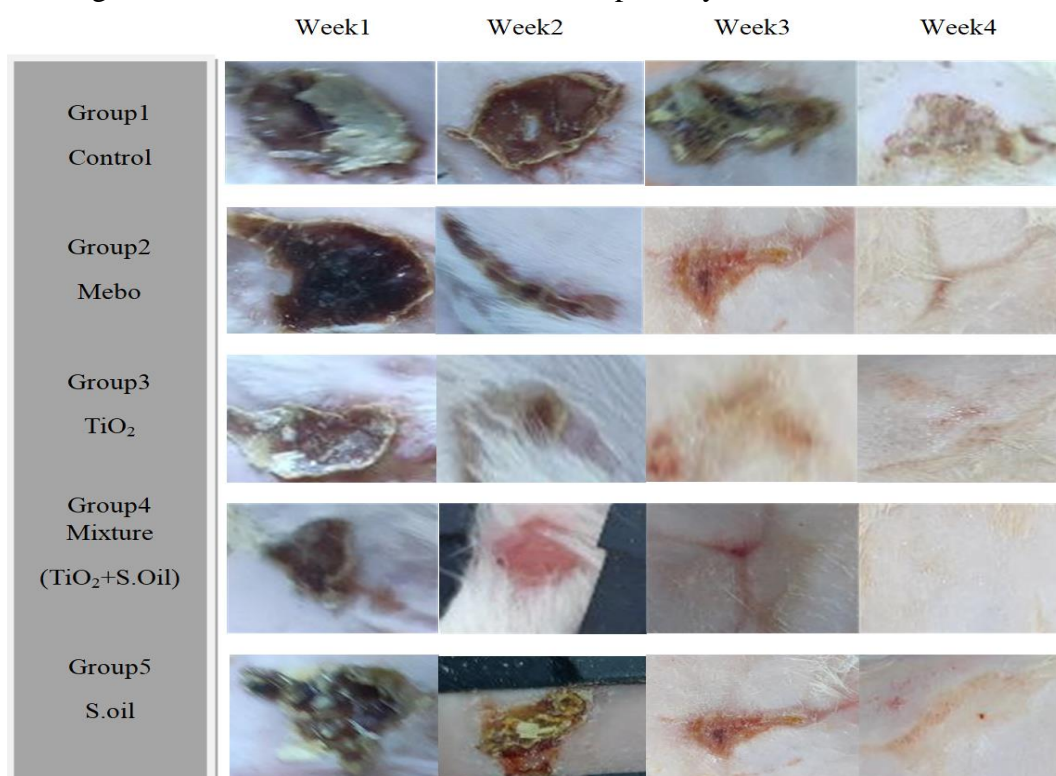 Week1 Week2 Week3 Week4
Group1
Control
Group2
Mebo
Group3
TiO₂
Group4
Mixture
(TiO₂+S.Oil)
Group5
S.oil